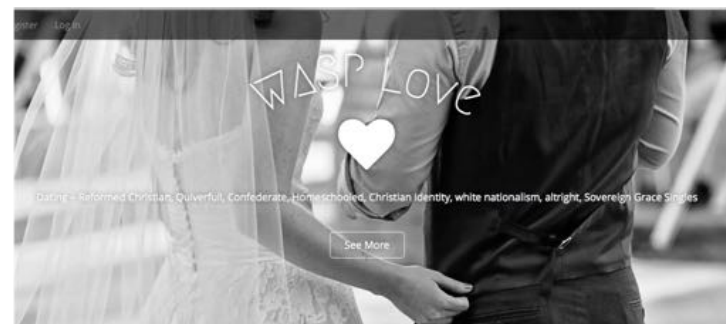 gister Log In
WASP LOVe
Dating – Reformed Christian, Quiverfull, Confederate, Homeschooled, Christian Identity, white nationalism, altright, Sovereign Grace Singles
See More